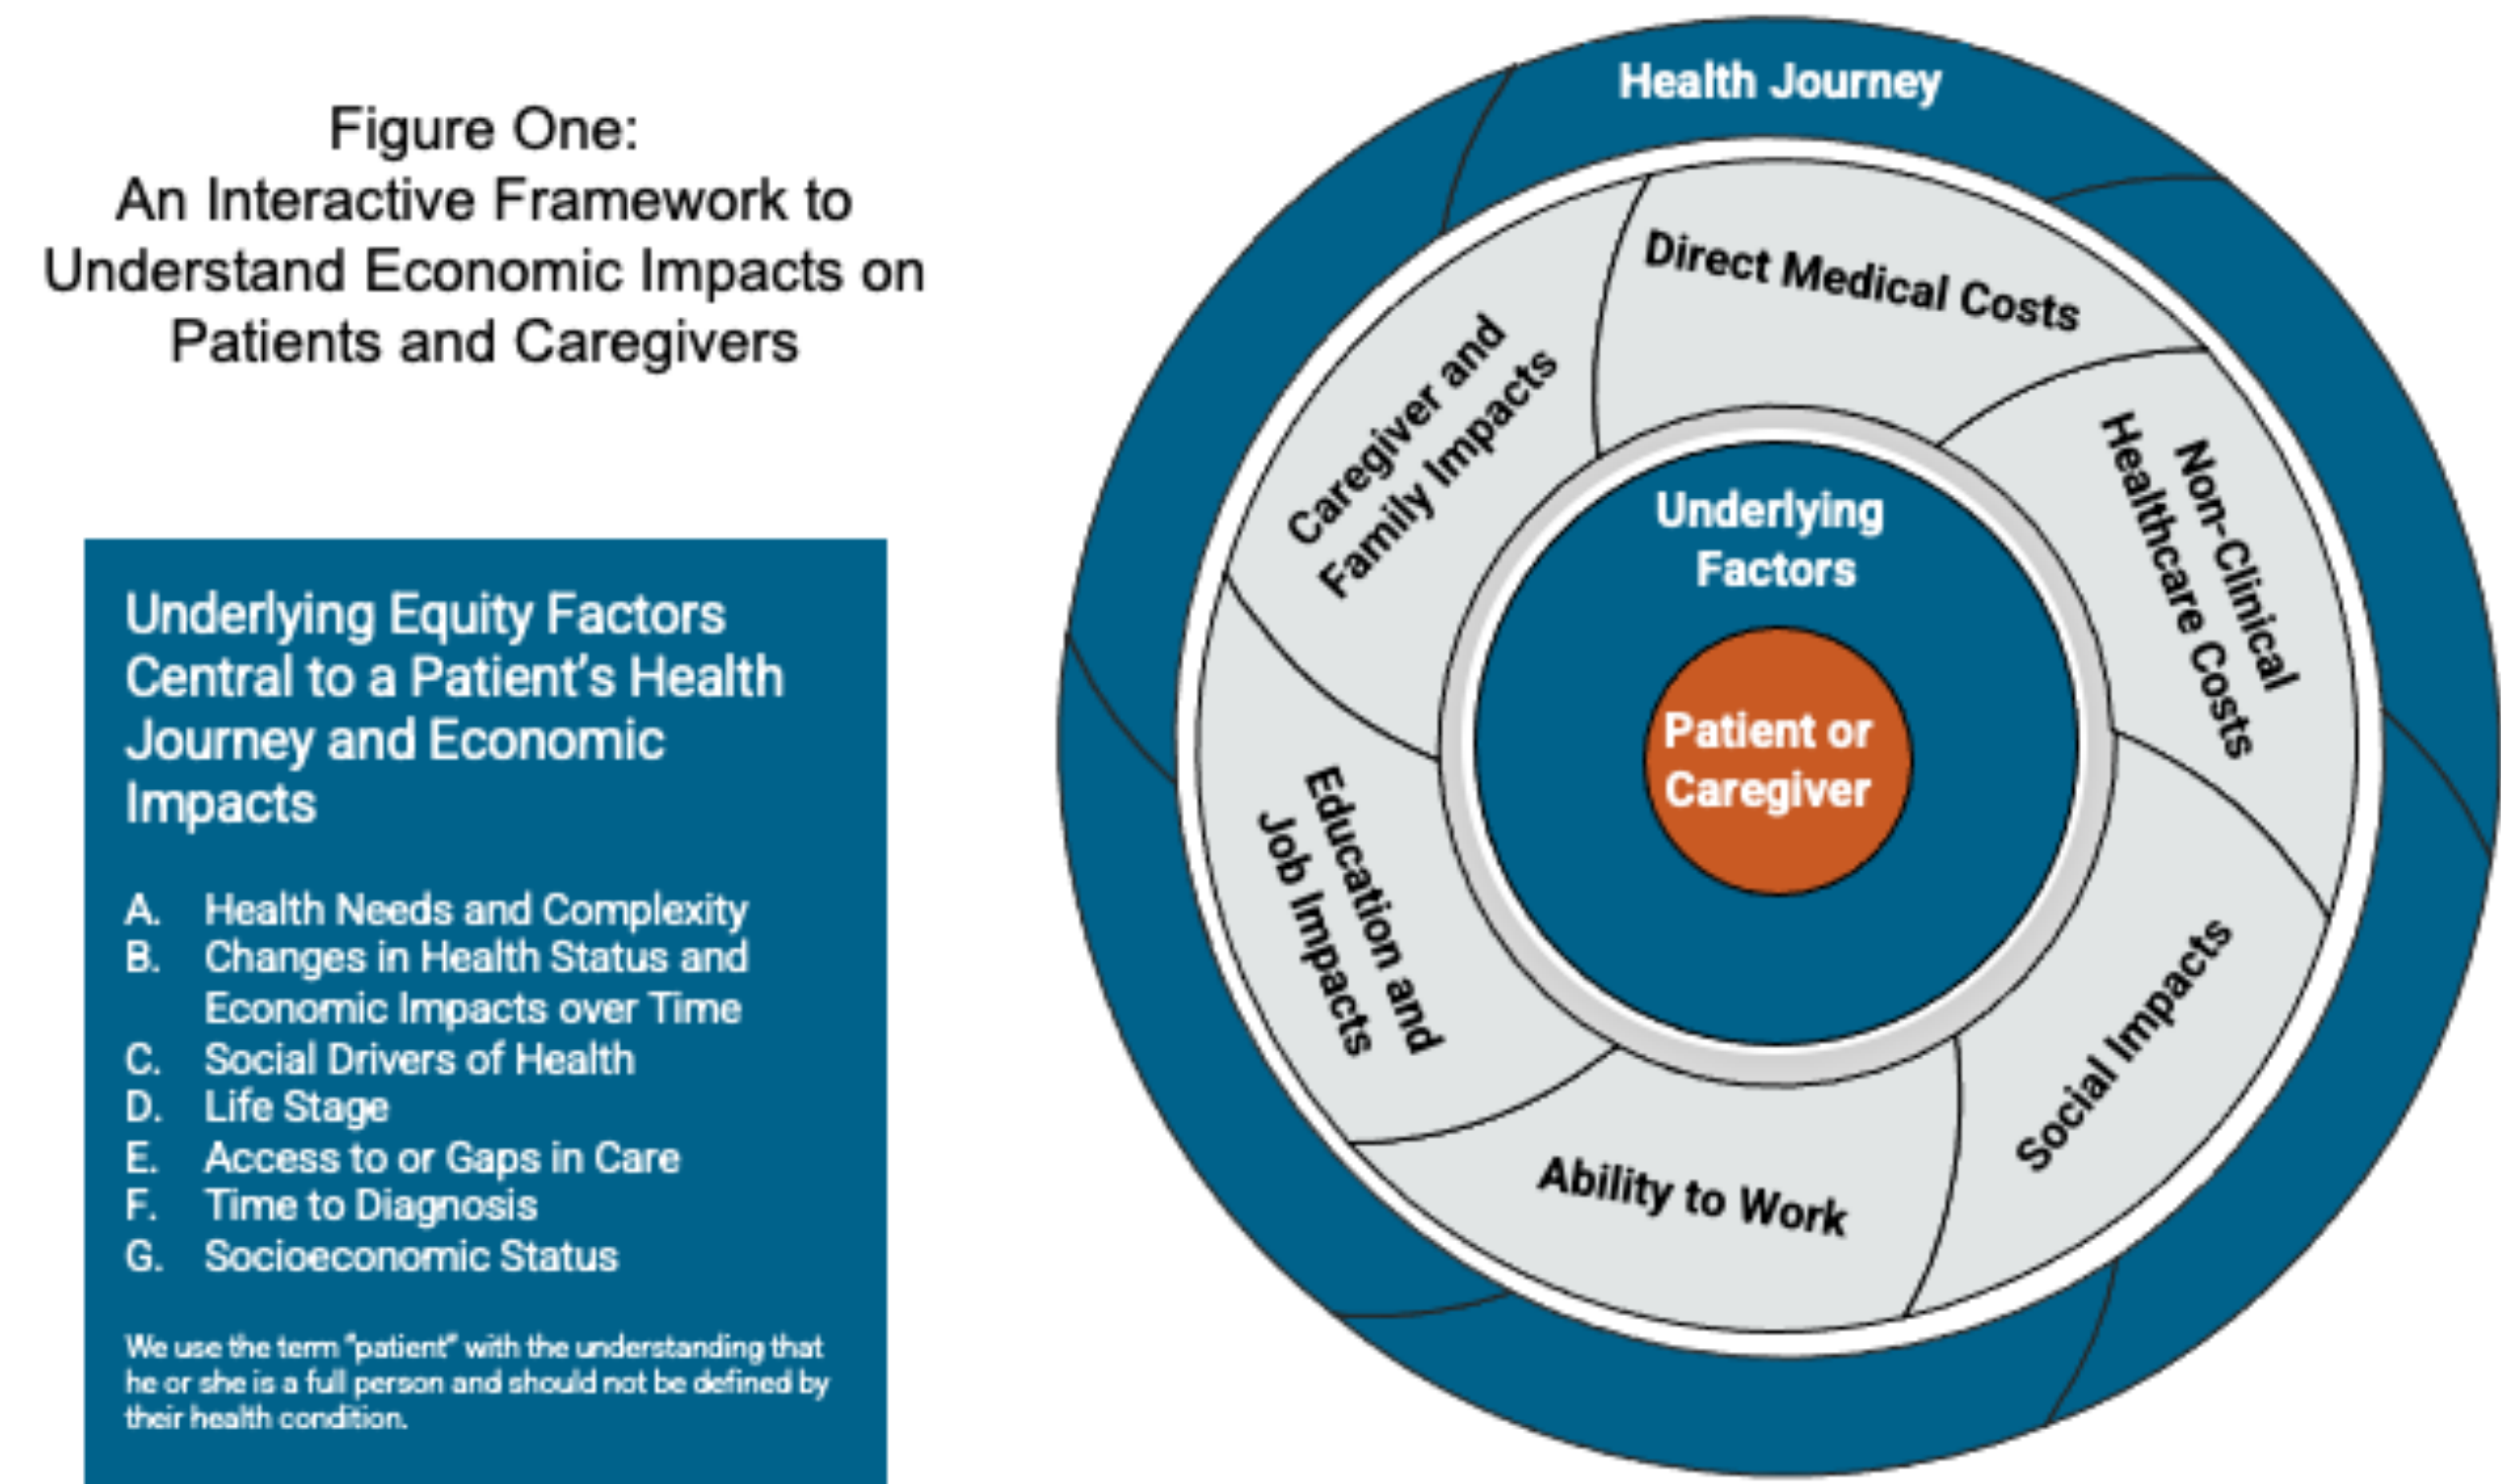 Figure One:
An Interactive Framework to
Understand Economic Impacts on
Patients and Caregivers
Underlying Equity Factors
Central to a Patient’s Health
Journey and Economic
Impacts
A. Health Needs and Complexity
B. Changes in Health Status and
Economic Impacts over Time
C. Social Drivers of Health
D. Life Stage
E. Access to or Gaps in Care
F. Time to Diagnosis
G. Socioeconomic Status
We use the term “patient” with the understanding that
he or she is a full person and should not be defined by
their health condition.
Health Journey
Direct Medical Costs
Non-Clinical
Healthcare Costs
Social Impacts
Ability to Work
Education and
Job Impacts
Caregiver and
Family Impacts
Underlying
Factors
Patient or
Caregiver